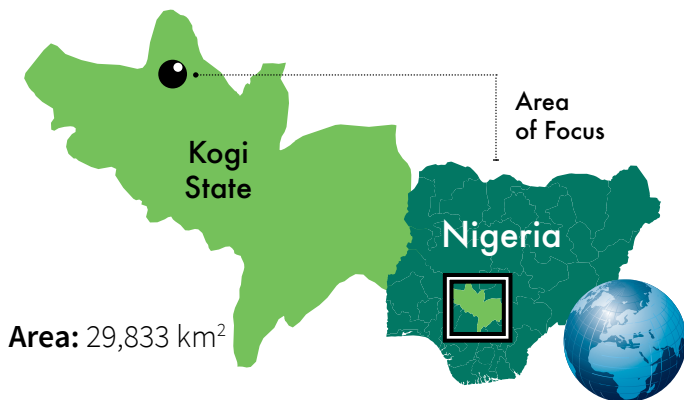 Area
of Focus
Kogi
State
Nigeria
Area: 29,833 km²